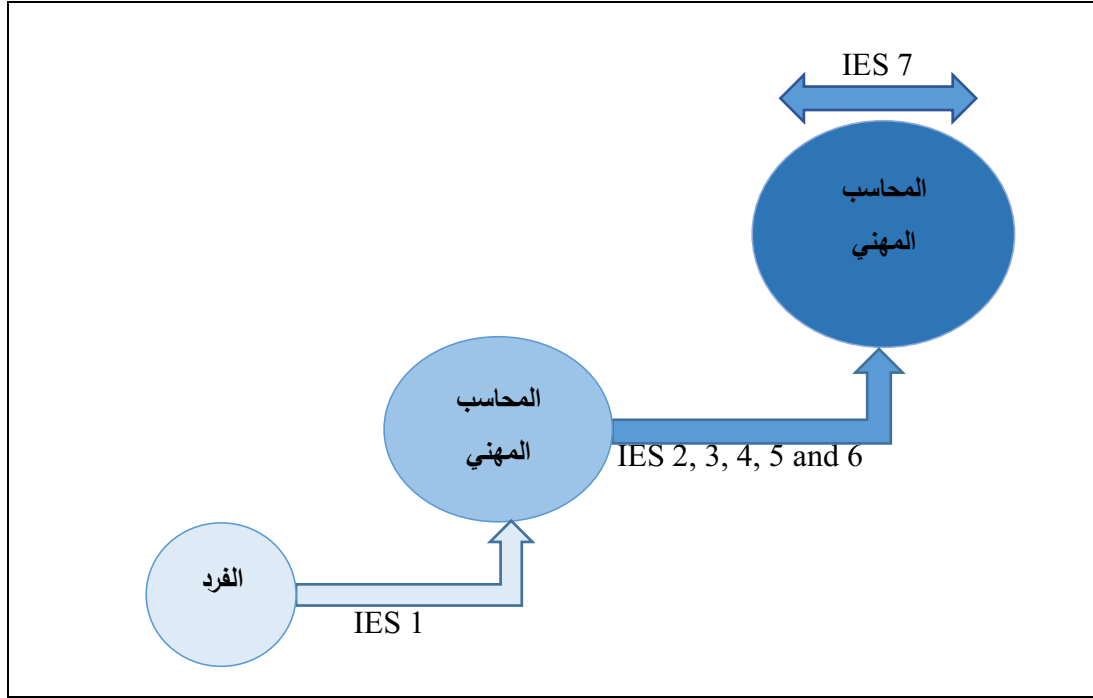 IES 7
المحاسب
المهني
المحاسب
المهني
IES 2, 3, 4, 5 and 6
الفرد
IES 1